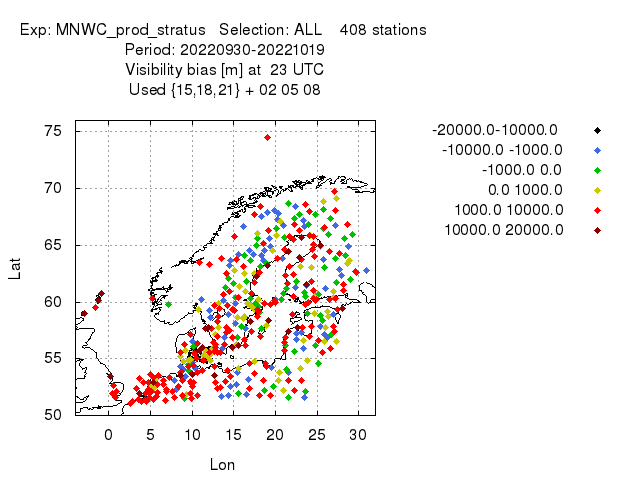 Exp: MNWC_prod_stratus   Selection: ALL    408 stations
Period: 20220930-20221019
Visibility bias [m] at  23 UTC
Used {15,18,21} + 02 05 08
-20000.0-10000.0
-10000.0 -1000.0
-1000.0 0.0
0.0 1000.0
1000.0 10000.0
10000.0 20000.0
75
70
65
60
55
50
Lat
0 5 10 15 20 25 30
Lon